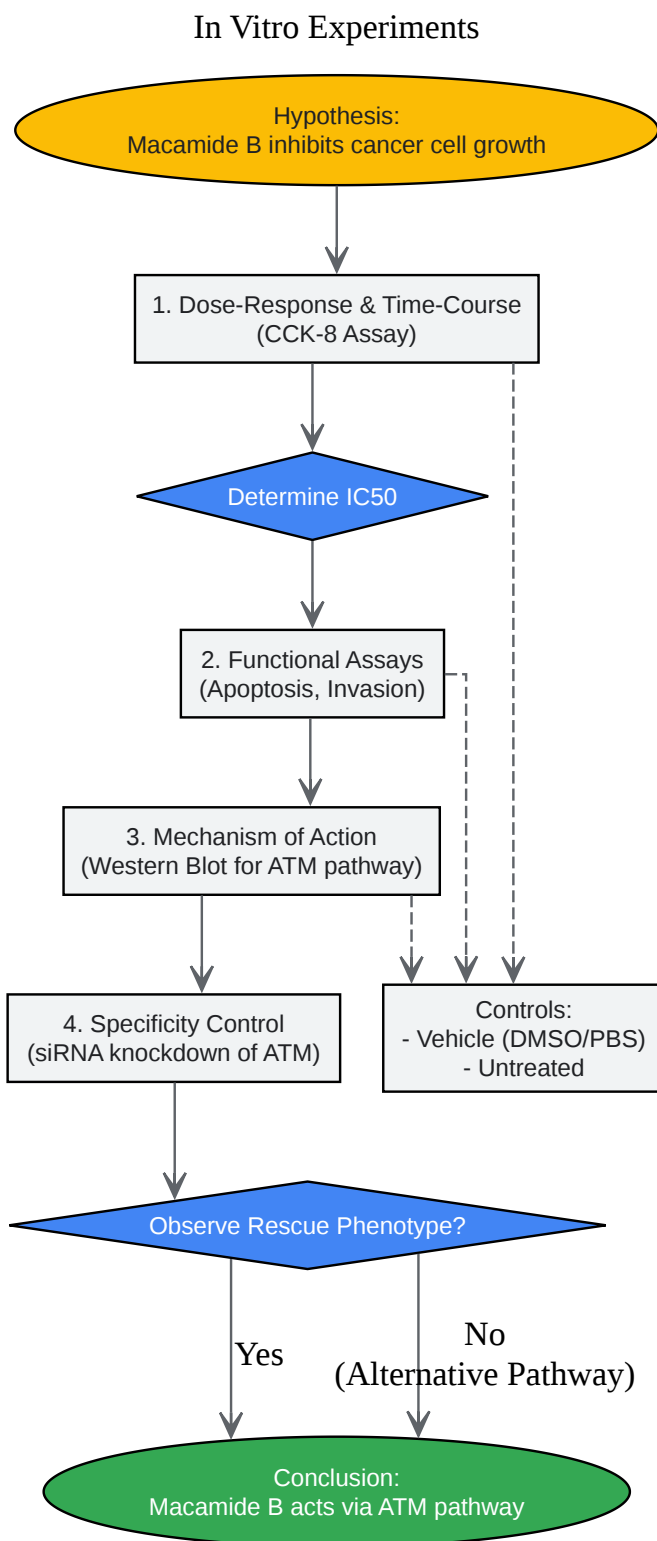 In Vitro Experiments
Hypothesis:
Macamide B inhibits cancer cell growth
1. Dose-Response & Time-Course
(CCK-8 Assay)
Determine IC50
2. Functional Assays
(Apoptosis, Invasion)
3. Mechanism of Action
(Western Blot for ATM pathway)
4. Specificity Control
(siRNA knockdown of ATM)
Controls:
- Vehicle (DMSO/PBS)
- Untreated
Observe Rescue Phenotype?
Yes
No
(Alternative Pathway)
Conclusion:
Macamide B acts via ATM pathway